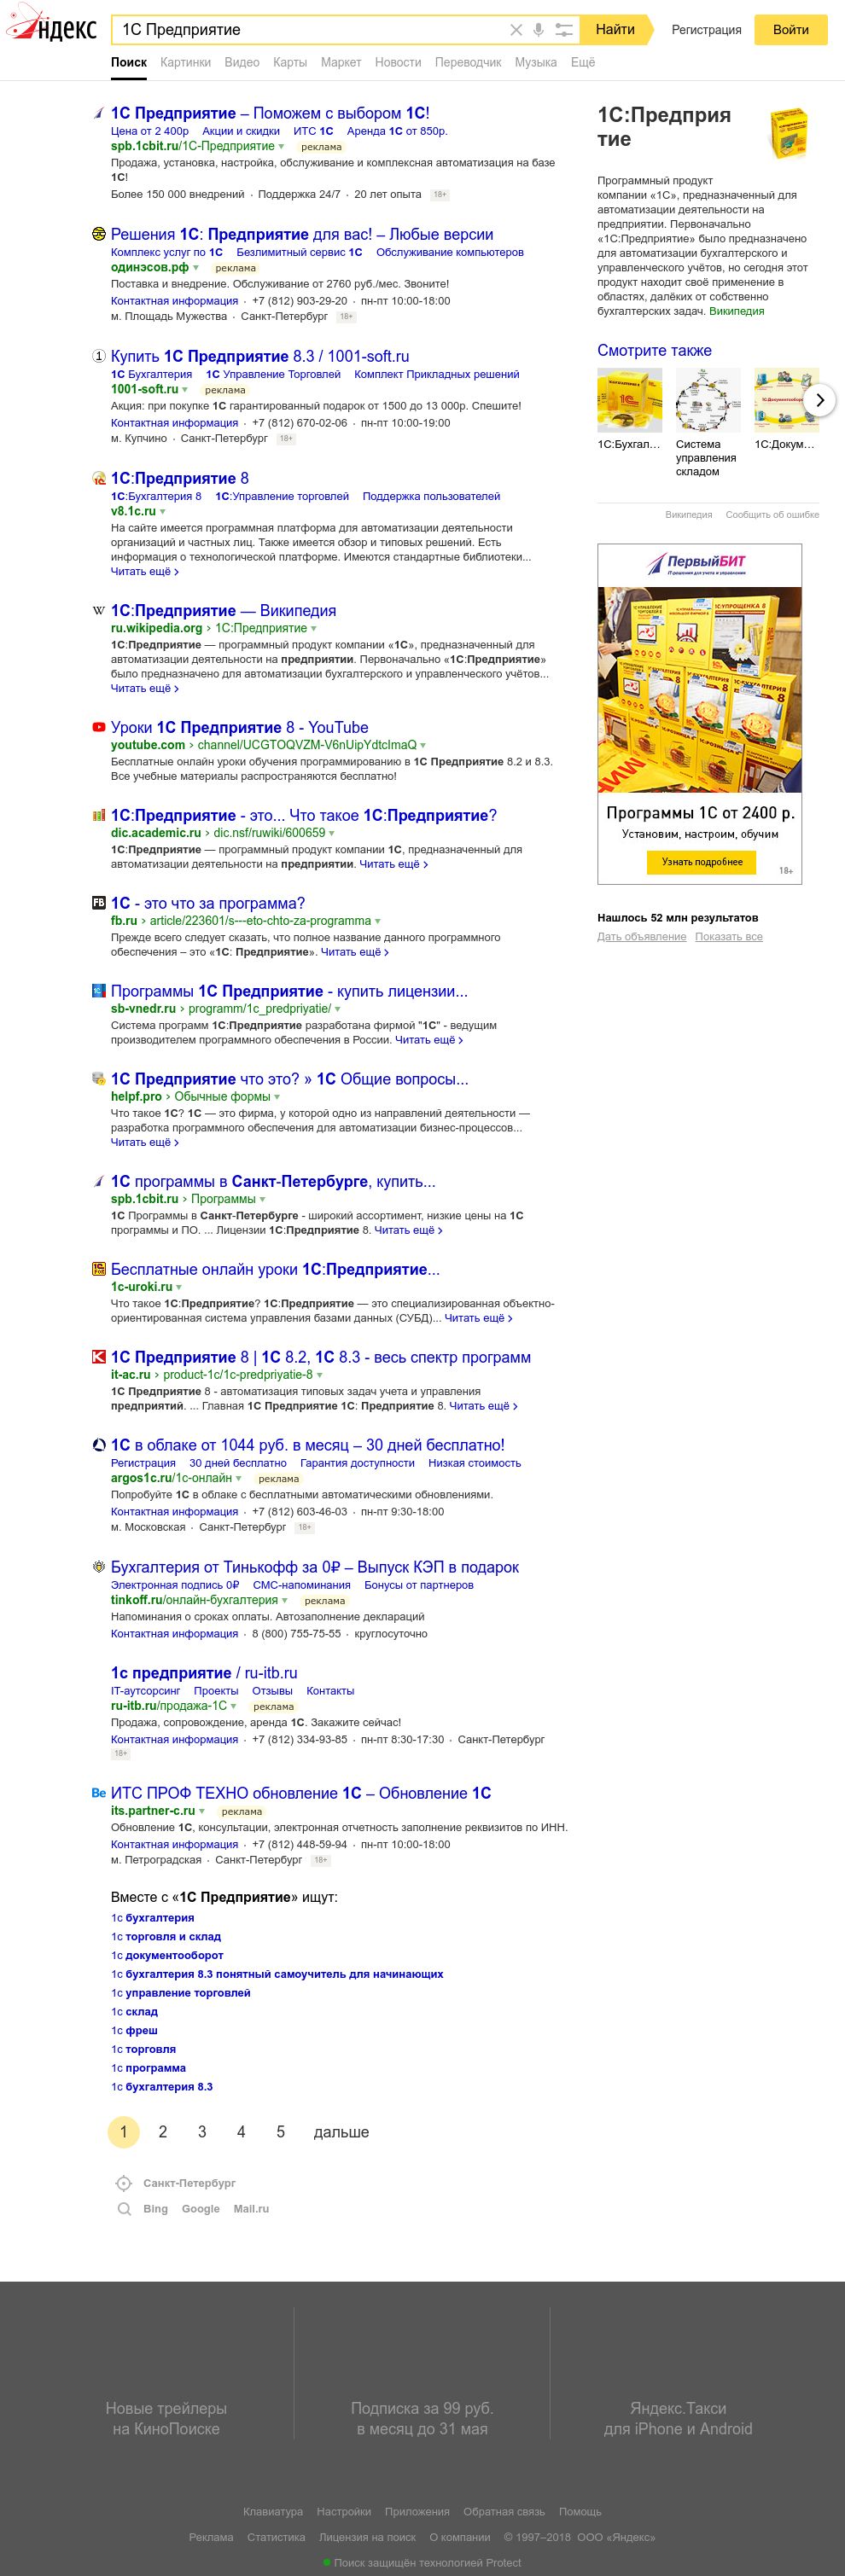 Яндекс
1С Предприятие
Найти
Регистрация
Войти
Поиск Картинки Видео Карты Маркет Новости Переводчик Музыка Ещё
1С Предприятие – Поможем с выбором 1С!
Цена от 2 400р Акции и скидки ИТС 1С Аренда 1С от 850р.
spb.1cbit.ru/1С-Предприятие реклама
Продажа, установка, настройка, обслуживание и комплексная автоматизация на базе
1С!
Более 150 000 внедрений · Поддержка 24/7 · 20 лет опыта 18+
Решения 1С: Предприятие для вас! – Любые версии
Комплекс услуг по 1С Безлимитный сервис 1С Обслуживание компьютеров
одинэсов.рф реклама
Поставка и внедрение. Обслуживание от 2760 руб./мес. Звоните!
Контактная информация · +7 (812) 903-29-20 · пн-пт 10:00-18:00
м. Площадь Мужества · Санкт-Петербург 18+
Купить 1С Предприятие 8.3 / 1001-soft.ru
1С Бухгалтерия 1С Управление Торговлей Комплект Прикладных решений
1001-soft.ru реклама
Акция: при покупке 1С гарантированный подарок от 1500 до 13 000р. Спешите!
Контактная информация · +7 (812) 670-02-06 · пн-пт 10:00-19:00
м. Купчино · Санкт-Петербург 18+
1С:Предприятие 8
1С:Бухгалтерия 8 1С:Управление торговлей Поддержка пользователей
v8.1c.ru
На сайте имеется программная платформа для автоматизации деятельности
организаций и частных лиц. Также имеется обзор и типовых решений. Есть
информация о технологической платформе. Имеются стандартные библиотеки...
Читать ещё ›
1С:Предприятие — Википедия
ru.wikipedia.org › 1С:Предприятие
1С:Предприятие — программный продукт компании «1С», предназначенный для
автоматизации деятельности на предприятии. Первоначально «1С:Предприятие»
было предназначено для автоматизации бухгалтерского и управленческого учётов...
Читать ещё ›
Уроки 1С Предприятие 8 - YouTube
youtube.com › channel/UCGTOQVZM-V6nUipYdtcImaQ
Бесплатные онлайн уроки обучения программированию в 1С Предприятие 8.2 и 8.3.
Все учебные материалы распространяются бесплатно!
1С:Предприятие - это... Что такое 1С:Предприятие?
dic.academic.ru › dic.nsf/ruwiki/600659
1С:Предприятие — программный продукт компании 1С, предназначенный для
автоматизации деятельности на предприятии. Читать ещё ›
1С - это что за программа?
fb.ru › article/223601/s---eto-chto-za-programma
Прежде всего следует сказать, что полное название данного программного
обеспечения – это «1С: Предприятие». Читать ещё ›
Программы 1С Предприятие - купить лицензии...
sb-vnedr.ru › programm/1c_predpriyatie/
Система программ 1С:Предприятие разработана фирмой "1С" - ведущим
производителем программного обеспечения в России. Читать ещё ›
1С Предприятие что это? » 1С Общие вопросы...
helpf.pro › Обычные формы
Что такое 1С? 1С — это фирма, у которой одно из направлений деятельности —
разработка программного обеспечения для автоматизации бизнес-процессов...
Читать ещё ›
1С программы в Санкт-Петербурге, купить...
spb.1cbit.ru › Программы
1С Программы в Санкт-Петербурге - широкий ассортимент, низкие цены на 1С
программы и ПО. ... Лицензии 1С:Предприятие 8. Читать ещё ›
Бесплатные онлайн уроки 1С:Предприятие...
1c-uroki.ru
Что такое 1С:Предприятие? 1С:Предприятие — это специализированная объектно-
ориентированная система управления базами данных (СУБД)... Читать ещё ›
1С Предприятие 8 | 1С 8.2, 1С 8.3 - весь спектр программ
it-ac.ru › product-1c/1c-predpriyatie-8
1С Предприятие 8 - автоматизация типовых задач учета и управления
предприятий. ... Главная 1С Предприятие 1С: Предприятие 8. Читать ещё ›
1С в облаке от 1044 руб. в месяц – 30 дней бесплатно!
Регистрация 30 дней бесплатно Гарантия доступности Низкая стоимость
argos1c.ru/1с-онлайн реклама
Попробуйте 1С в облаке с бесплатными автоматическими обновлениями.
Контактная информация · +7 (812) 603-46-03 · пн-пт 9:30-18:00
м. Московская · Санкт-Петербург 18+
Бухгалтерия от Тинькофф за 0₽ – Выпуск КЭП в подарок
Электронная подпись 0₽ СМС-напоминания Бонусы от партнеров
tinkoff.ru/онлайн-бухгалтерия реклама
Напоминания о сроках оплаты. Автозаполнение деклараций
Контактная информация · 8 (800) 755-75-55 · круглосуточно
1с предприятие / ru-itb.ru
IT-аутсорсинг Проекты Отзывы Контакты
ru-itb.ru/продажа-1С реклама
Продажа, сопровождение, аренда 1С. Закажите сейчас!
Контактная информация · +7 (812) 334-93-85 · пн-пт 8:30-17:30 · Санкт-Петербург
18+
ИТС ПРОФ ТЕХНО обновление 1С – Обновление 1С
its.partner-c.ru реклама
Обновление 1С, консультации, электронная отчетность заполнение реквизитов по ИНН.
Контактная информация · +7 (812) 448-59-94 · пн-пт 10:00-18:00
м. Петроградская · Санкт-Петербург 18+
Вместе с «1С Предприятие» ищут:
1с бухгалтерия
1с торговля и склад
1с документооборот
1с бухгалтерия 8.3 понятный самоучитель для начинающих
1с управление торговлей
1с склад
1с фреш
1с торговля
1с программа
1с бухгалтерия 8.3
1 2 3 4 5 дальше
Санкт-Петербург
Bing Google Mail.ru
1С:Предприя
тие
Программный продукт
компании «1С», предназначенный для
автоматизации деятельности на
предприятии. Первоначально
«1С:Предприятие» было предназначено
для автоматизации бухгалтерского и
управленческого учётов, но сегодня этот
продукт находит своё применение в
областях, далёких от собственно
бухгалтерских задач. Википедия
Смотрите также
1С:Бухгал...
Система
управления
складом
1С:Докум...
Википедия Сообщить об ошибке
ПервыйБИТ
IT-решения для учета и управления
Программы 1С от 2400 р.
Установим, настроим, обучим
Узнать подробнее
18+
Нашлось 52 млн результатов
Дать объявление Показать все
Новые трейлеры
на КиноПоиске
Подписка за 99 руб.
в месяц до 31 мая
Яндекс.Такси
для iPhone и Android
Клавиатура Настройки Приложения Обратная связь Помощь
Реклама Статистика Лицензия на поиск О компании © 1997–2018 ООО «Яндекс»
Поиск защищён технологией Protect